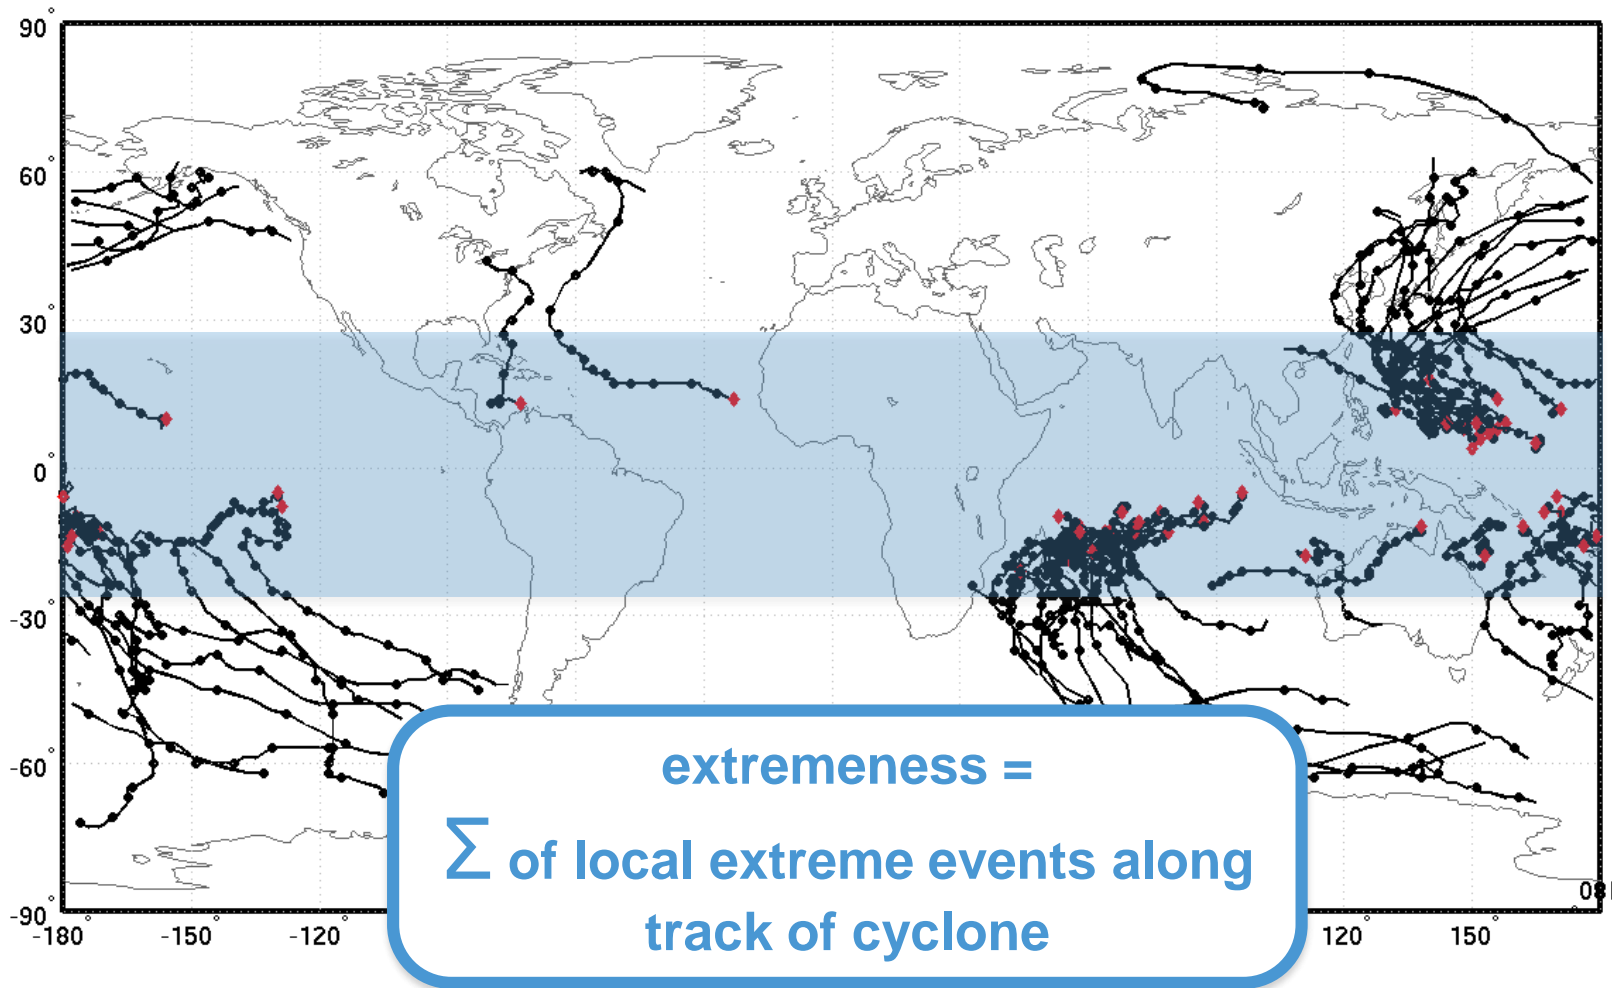 90°
60°
30°
0°
-30°
-60°
-90°
-180° -150° -120° 120° 150°
extremeness =
Σ of local extreme events along
track of cyclone